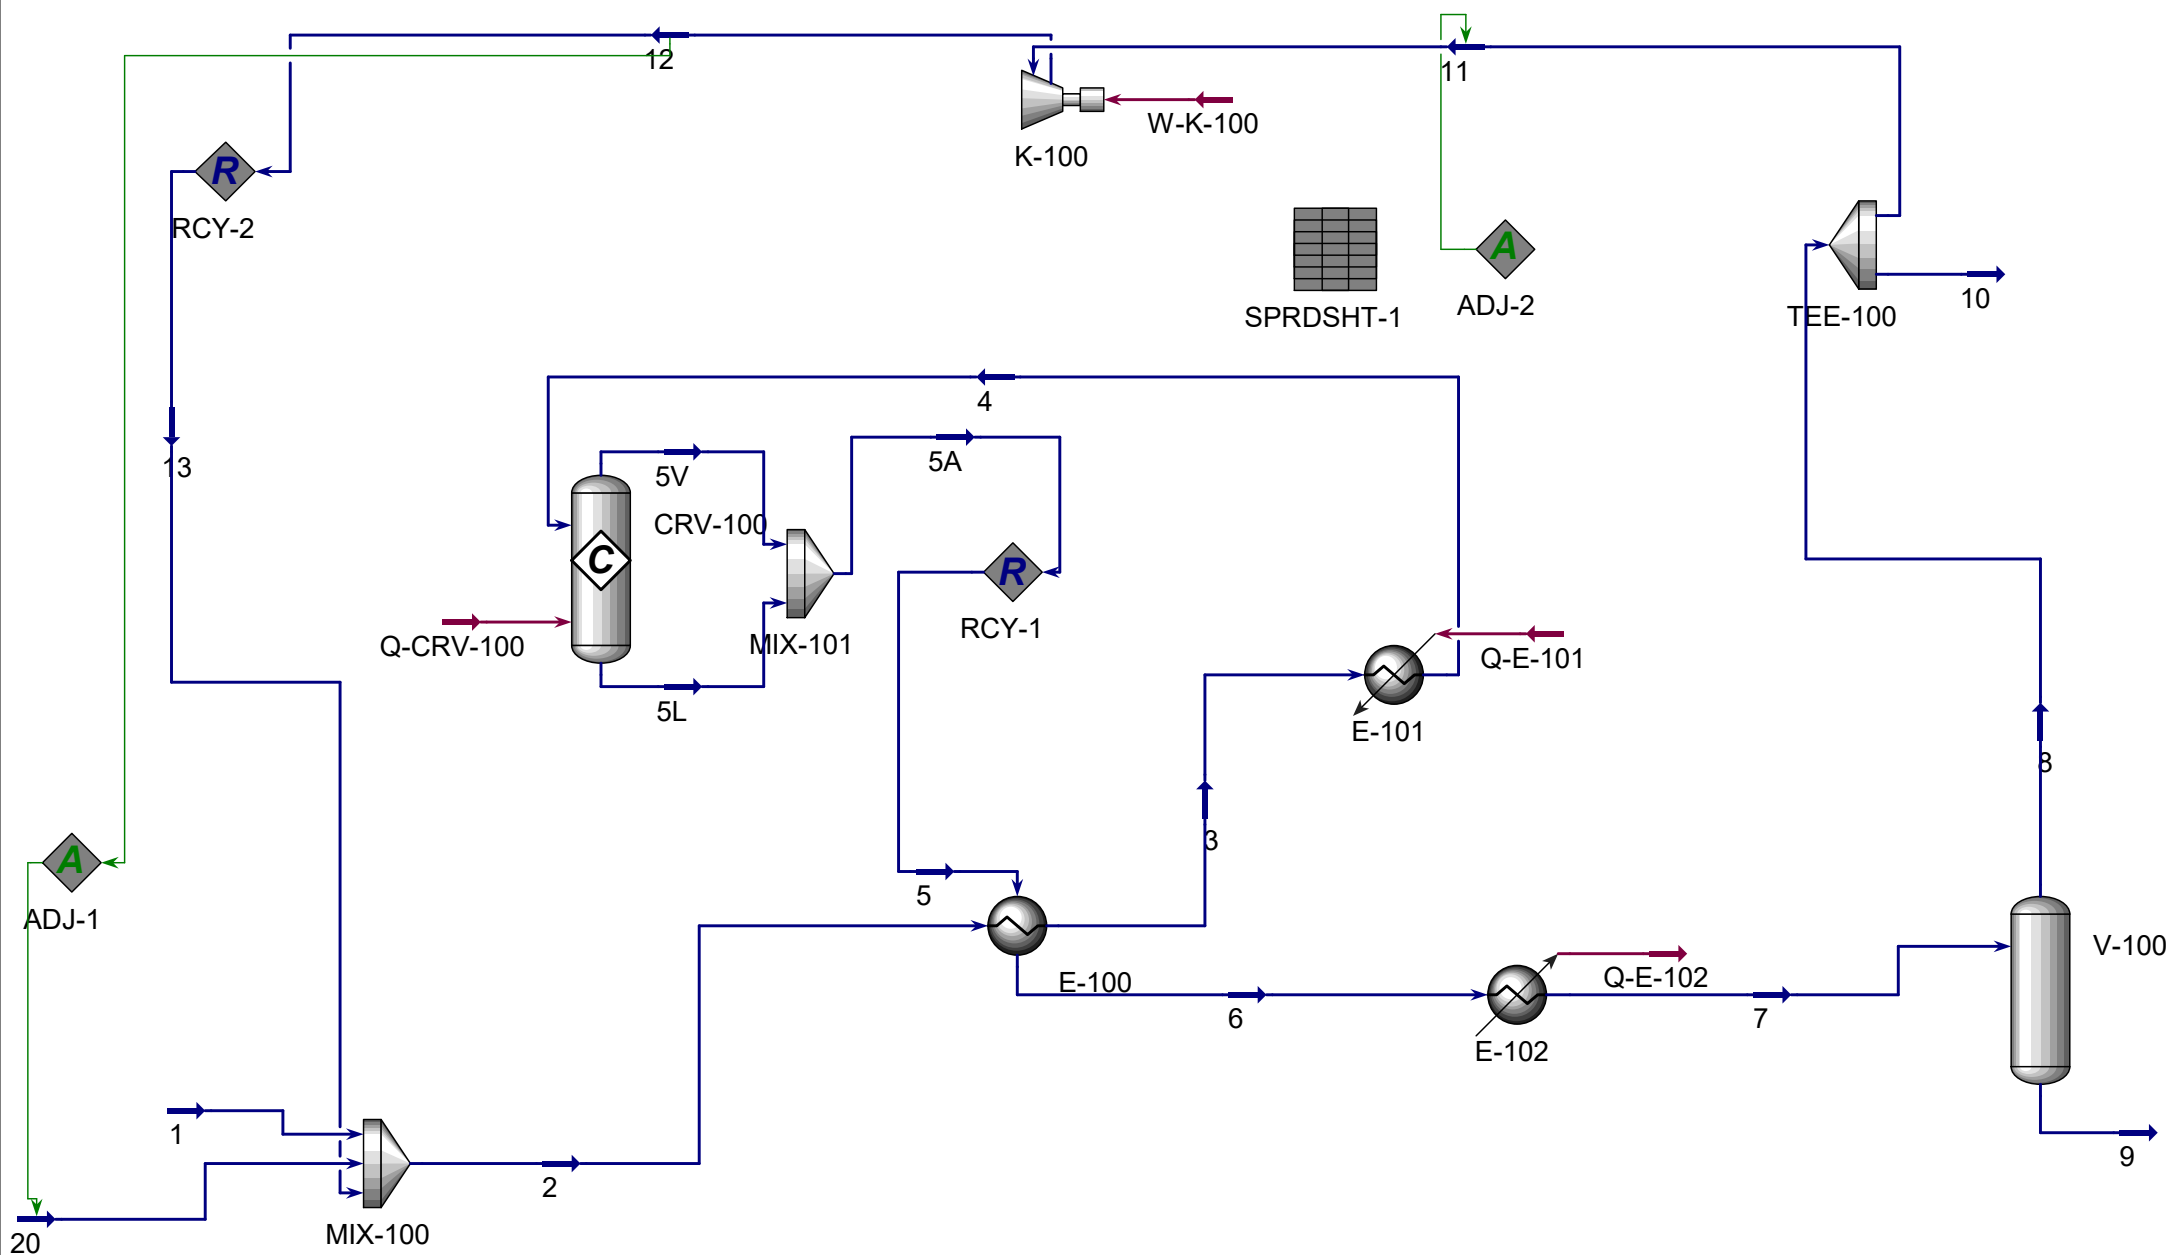 12
11
W-K-100
K-100
R
RCY-2
A
SPRDSHT-1
ADJ-2
10
TEE-100
4
13
5V
5A
CRV-100
C
R
Q-CRV-100
MIX-101
RCY-1
Q-E-101
5L
E-101
8
3
A
5
ADJ-1
V-100
E-100
Q-E-102
6
7
E-102
1
9
2
MIX-100
20